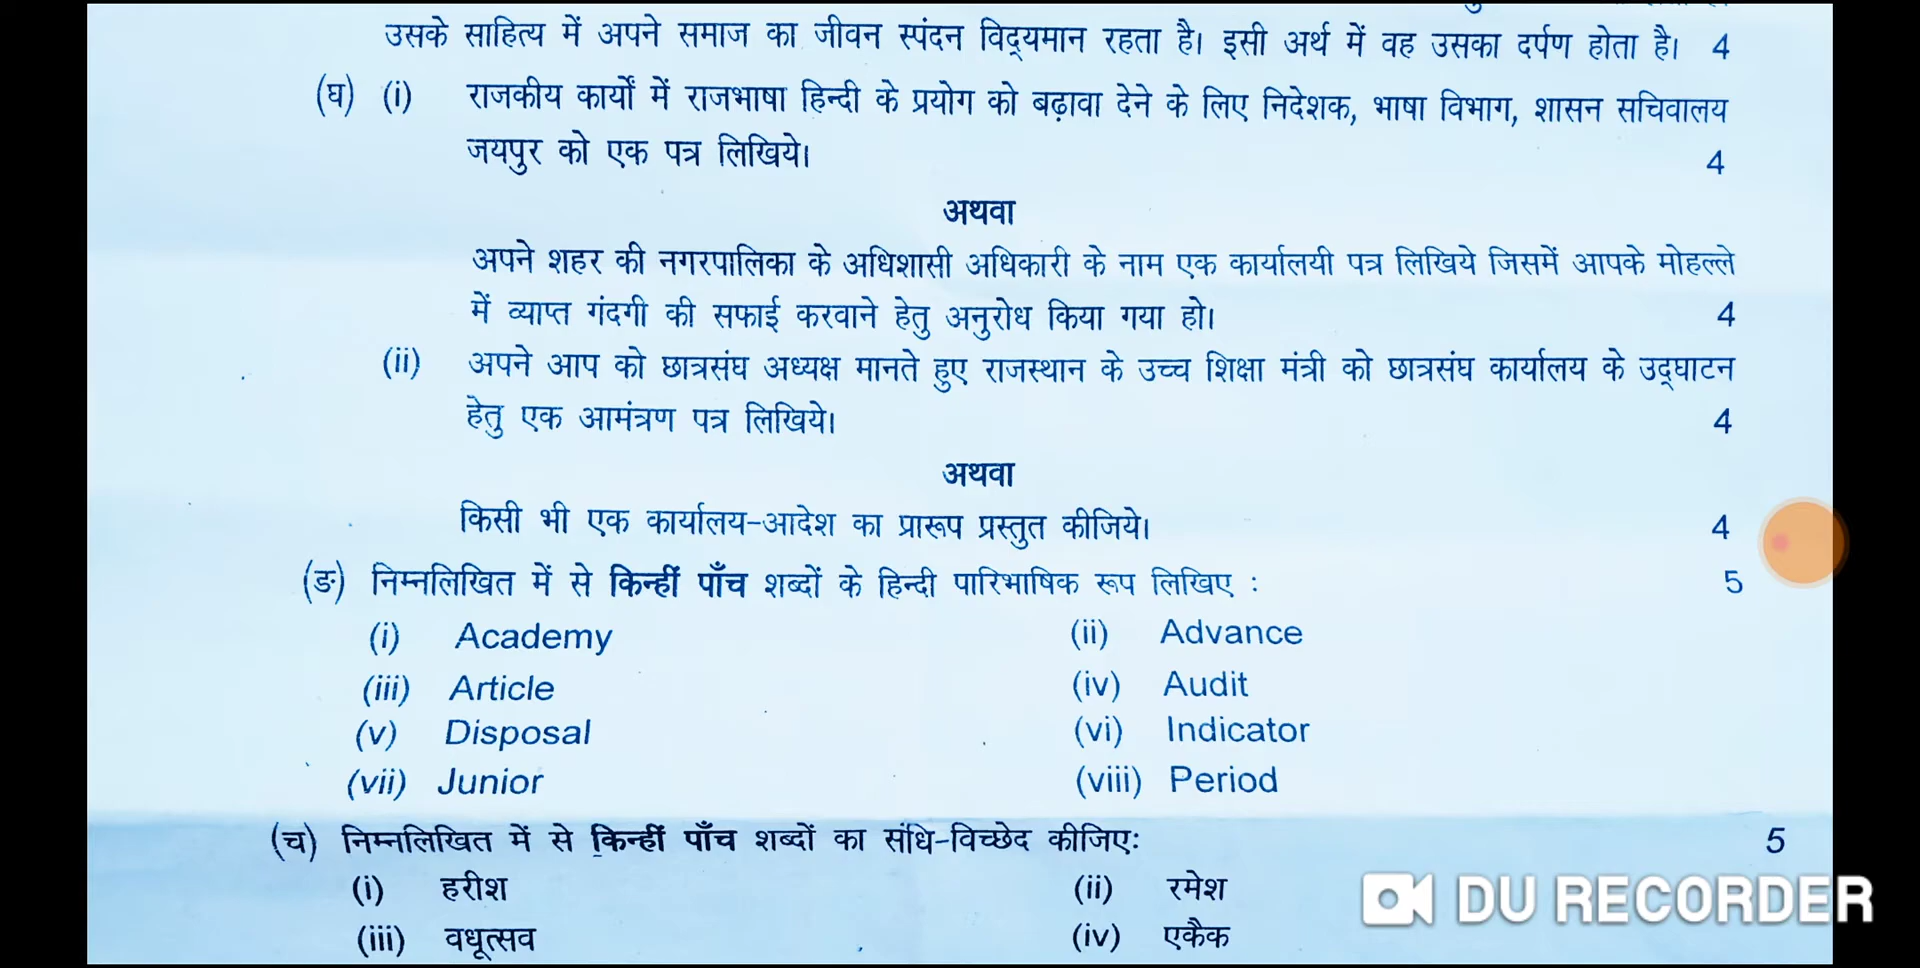 उसके साहित्य में अपने समाज का जीवन स्पंदन विद्यमान रहता है। इसी अर्थ में वह उसका दर्पण होता है। 4
(घ) (i) राजकीय कार्यों में राजभाषा हिन्दी के प्रयोग को बढ़ावा देने के लिए निदेशक, भाषा विभाग, शासन सचिवालय
जयपुर को एक पत्र लिखिये। 4
अथवा
अपने शहर की नगरपालिका के अधिशासी अधिकारी के नाम एक कार्यालयी पत्र लिखिये जिसमें आपके मोहल्ले
में व्याप्त गंदगी की सफाई करवाने हेतु अनुरोध किया गया हो। 4
(ii) अपने आप को छात्रसंघ अध्यक्ष मानते हुए राजस्थान के उच्च शिक्षा मंत्री को छात्रसंघ कार्यालय के उद्घाटन
हेतु एक आमंत्रण पत्र लिखिये। 4
अथवा
किसी भी एक कार्यालय-आदेश का प्रारूप प्रस्तुत कीजिये। 4
(ङ) निम्नलिखित में से किन्हीं पाँच शब्दों के हिन्दी पारिभाषिक रूप लिखिए : 5
(i) Academy (ii) Advance
(iii) Article (iv) Audit
(v) Disposal (vi) Indicator
(vii) Junior (viii) Period
(च) निम्नलिखित में से किन्हीं पाँच शब्दों का संधि-विच्छेद कीजिए: 5
(i) हरीश (ii) रमेश
(iii) वधूत्सव (iv) एकैक
DU RECORDER